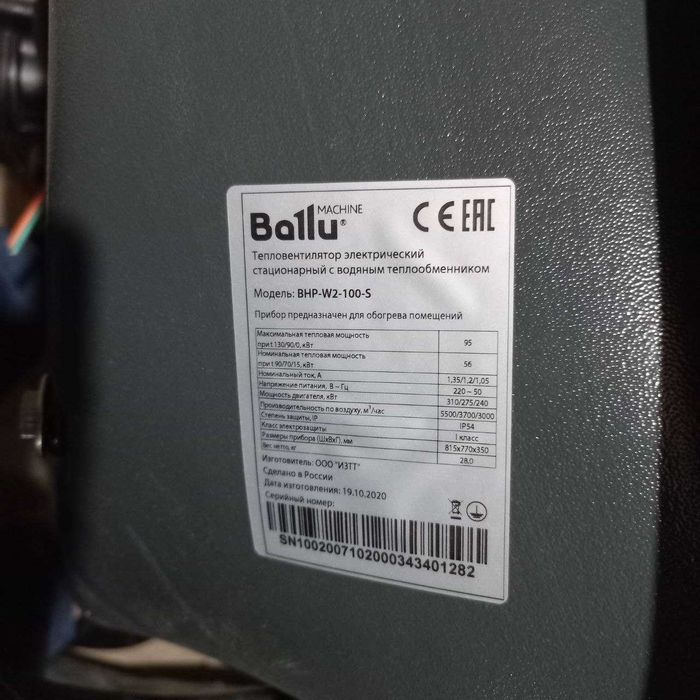 Ballu® MACHINE CE EAC
Тепловентилятор электрический
стационарный с водяным теплообменником
Модель: BHP-W2-100-S
Прибор предназначен для обогрева помещений
Максимальная тепловая мощность
при t 130/90/0, кВт 95
Номинальная тепловая мощность
при t 90/70/15, кВт 56
Номинальный ток, А 1,35/1,2/1,05
Напряжение питания, В ~ Гц 220 ~ 50
Мощность двигателя, кВт 310/275/240
Производительность по воздуху, м³/час 5500/3700/3000
Степень защиты, IP IP54
Класс электрозащиты I класс
Размеры прибора (ШхВхГ), мм 815x770x350
Вес нетто, кг 28,0
Изготовитель: ООО "ИЗТТ"
Сделано в России
Дата изготовления: 19.10.2020
Серийный номер:
SN1002007102000343401282